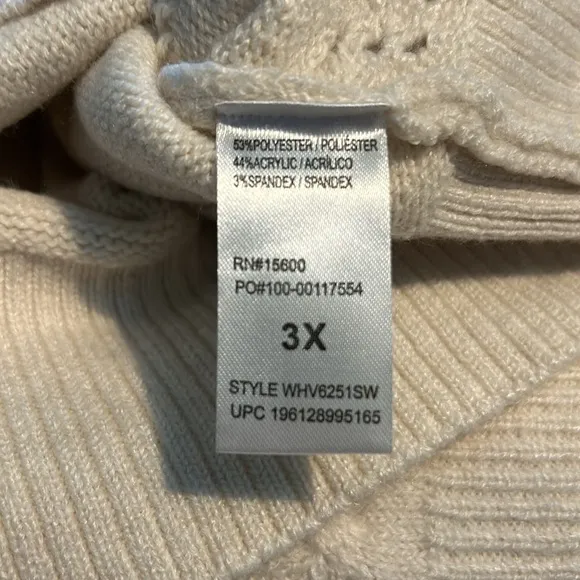 53%POLYESTER / POLIÉSTER
44%ACRYLIC / ACRÍLICO
3%SPANDEX / SPANDEX
RN#15600
PO#100-00117554
3X
STYLE WHV6251SW
UPC 196128995165